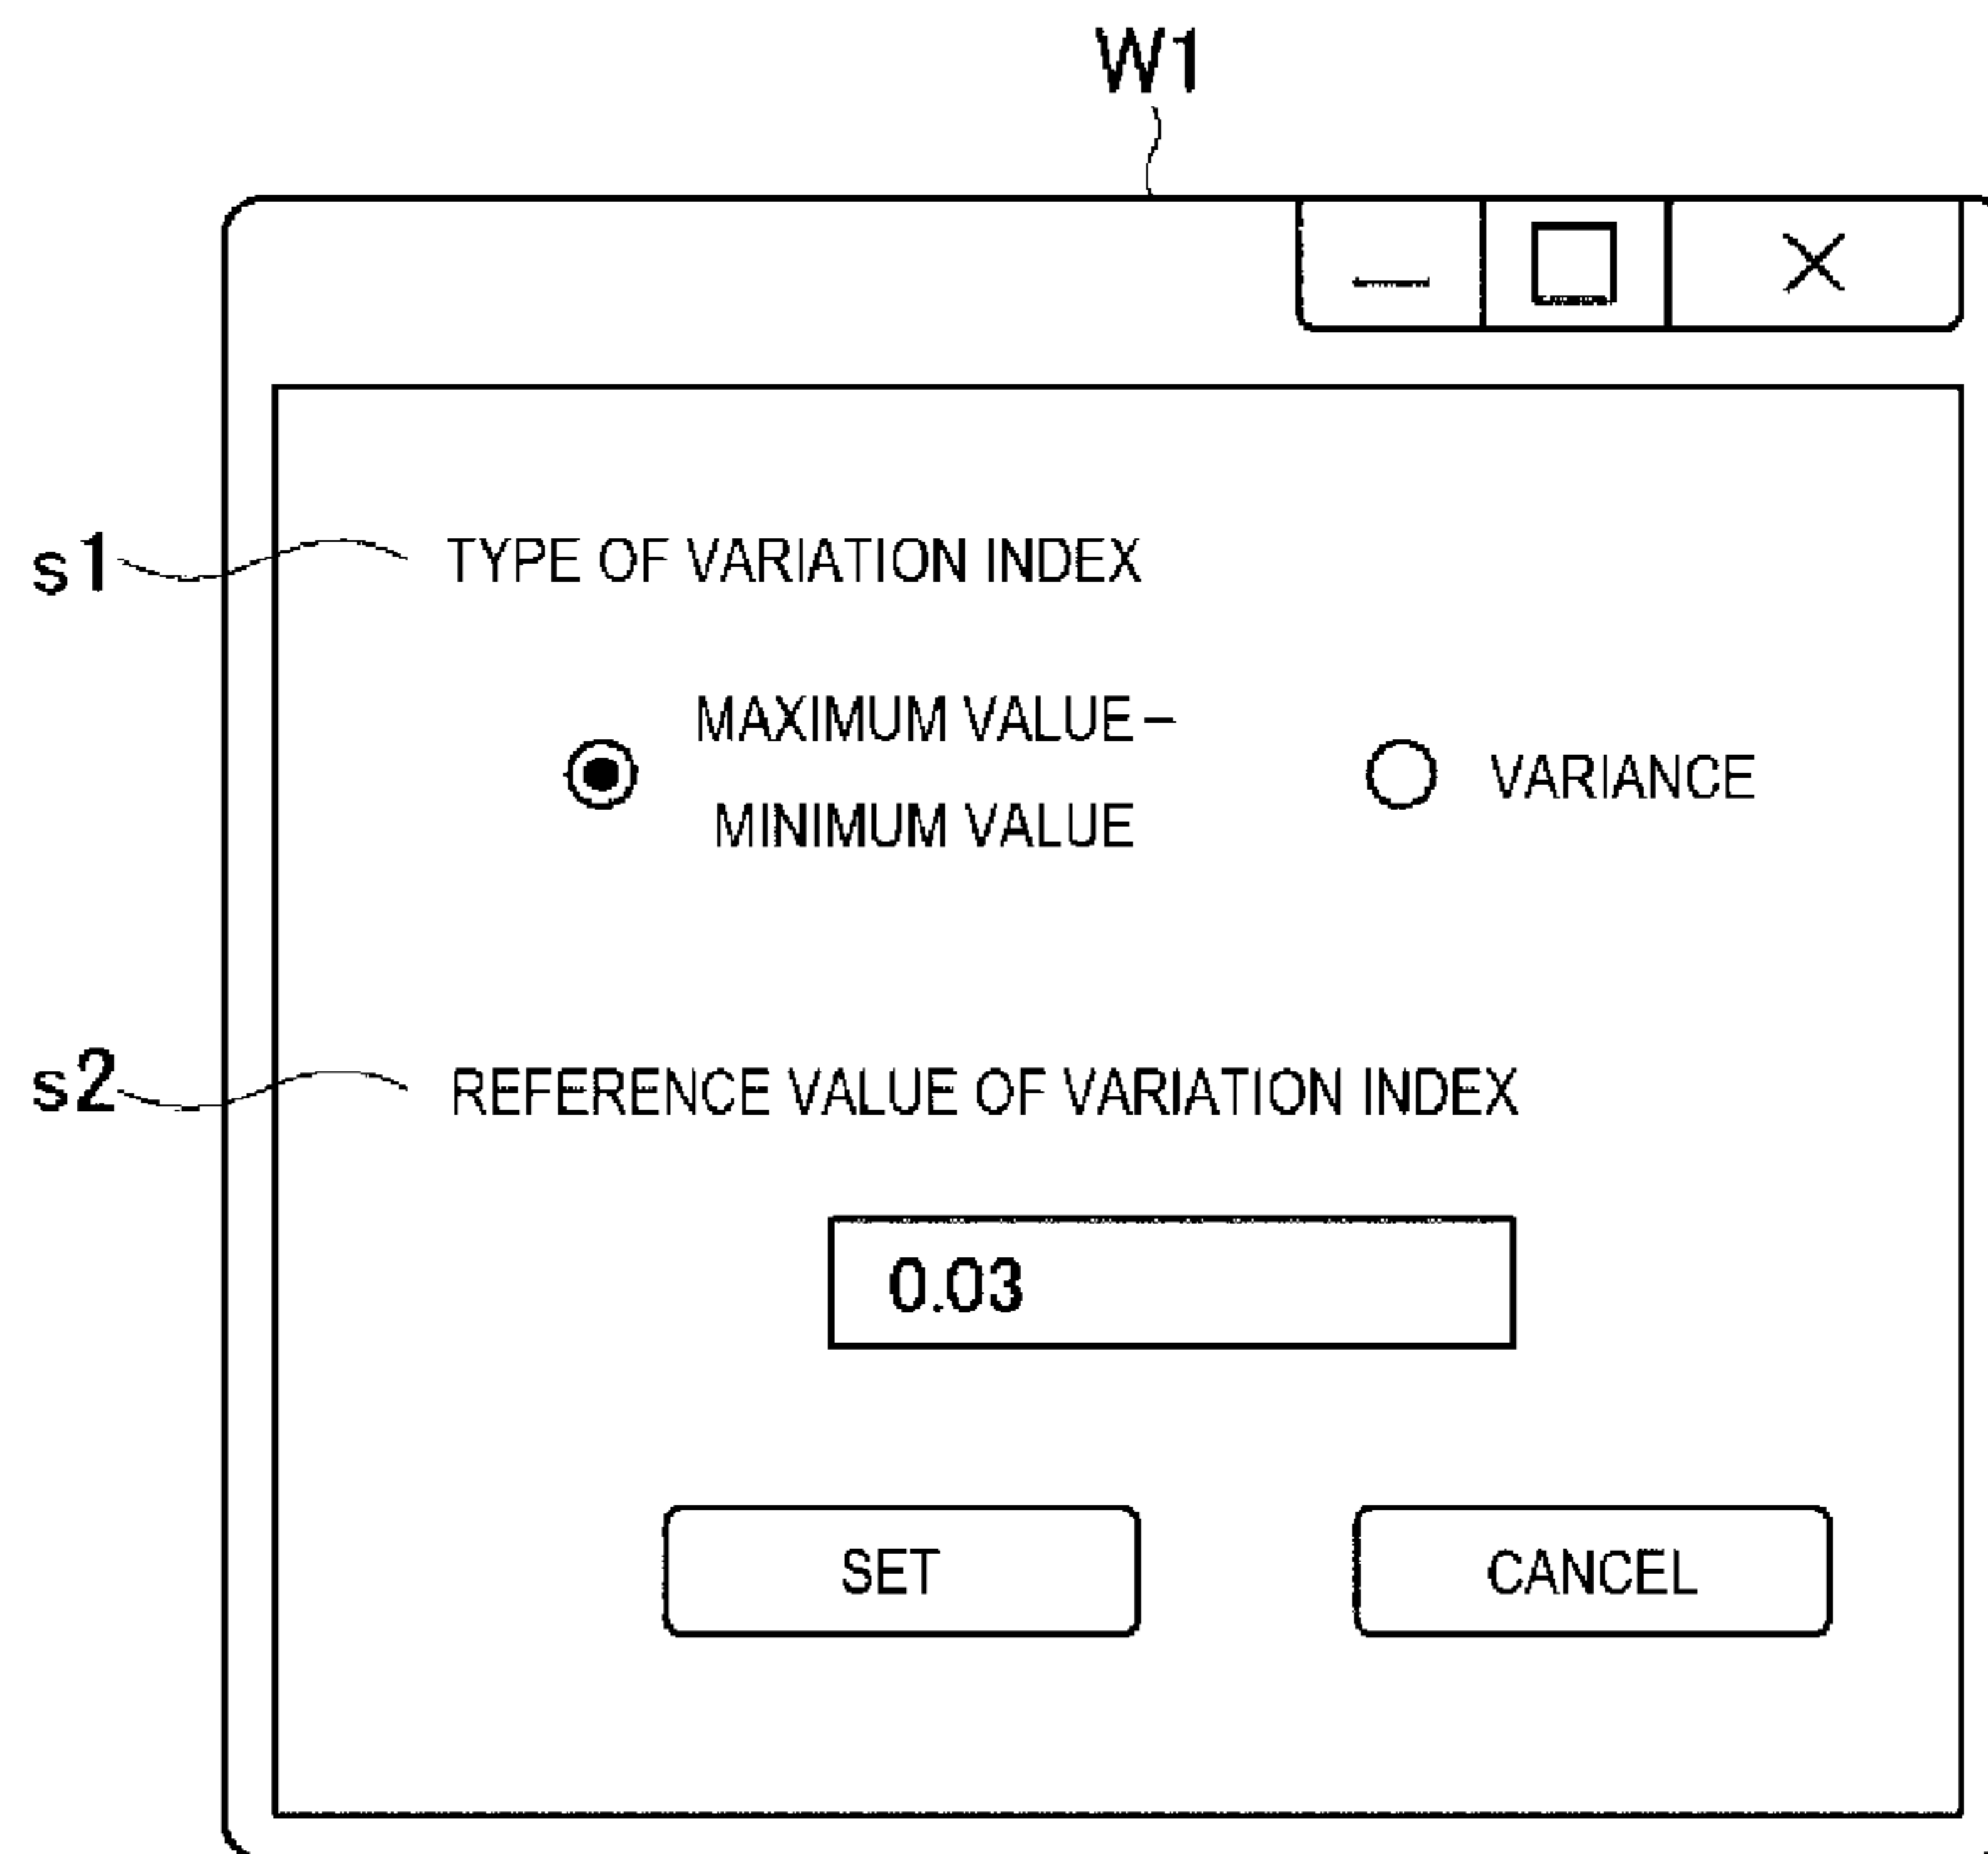 W1
s1 TYPE OF VARIATION INDEX
MAXIMUM VALUE–
MINIMUM VALUE
VARIANCE
s2 REFERENCE VALUE OF VARIATION INDEX
0.03
SET CANCEL